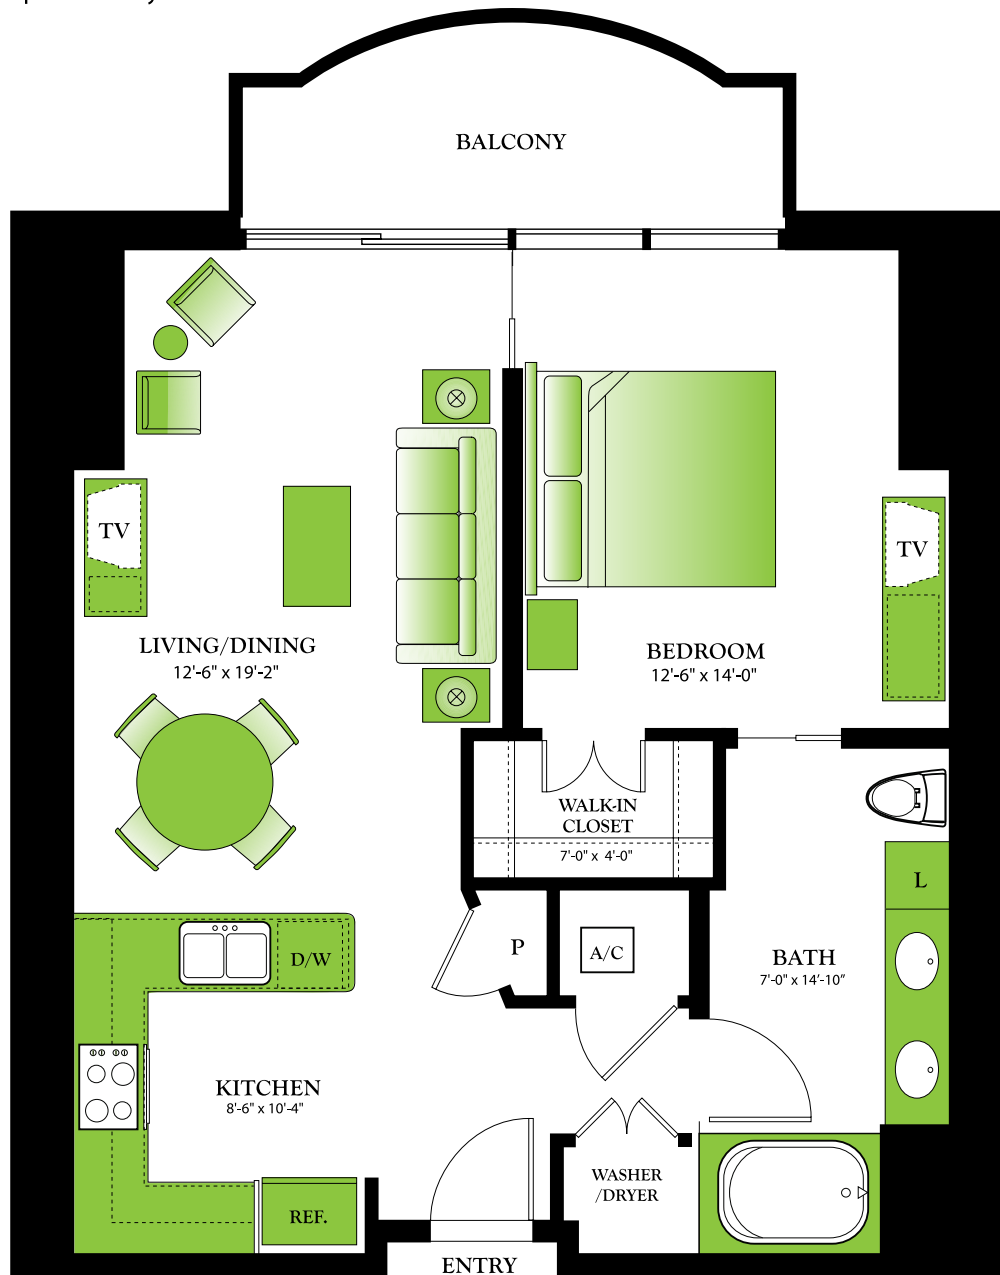 BALCONY
TV
TV
LIVING/DINING
12'-6" x 19'-2"
BEDROOM
12'-6" x 14'-0"
WALK-IN
CLOSET
7'-0" x 4'-0"
L
P
A/C
D/W
BATH
7'-0" x 14'-10"
KITCHEN
8'-6" x 10'-4"
WASHER
/DRYER
REF.
ENTRY